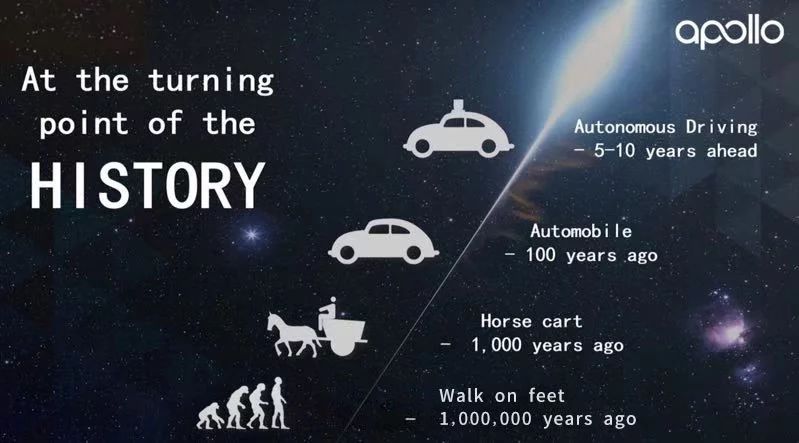 apollo
At the turning
point of the
HISTORY
Autonomous Driving
- 5-10 years ahead
Automobile
- 100 years ago
Horse cart
- 1,000 years ago
Walk on feet
- 1,000,000 years ago